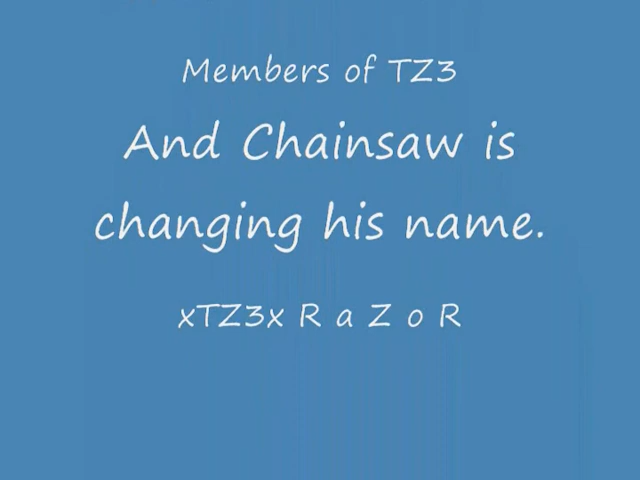 Members of TZ3
And Chainsaw is
changing his name.
xTZ3x R a Z o R